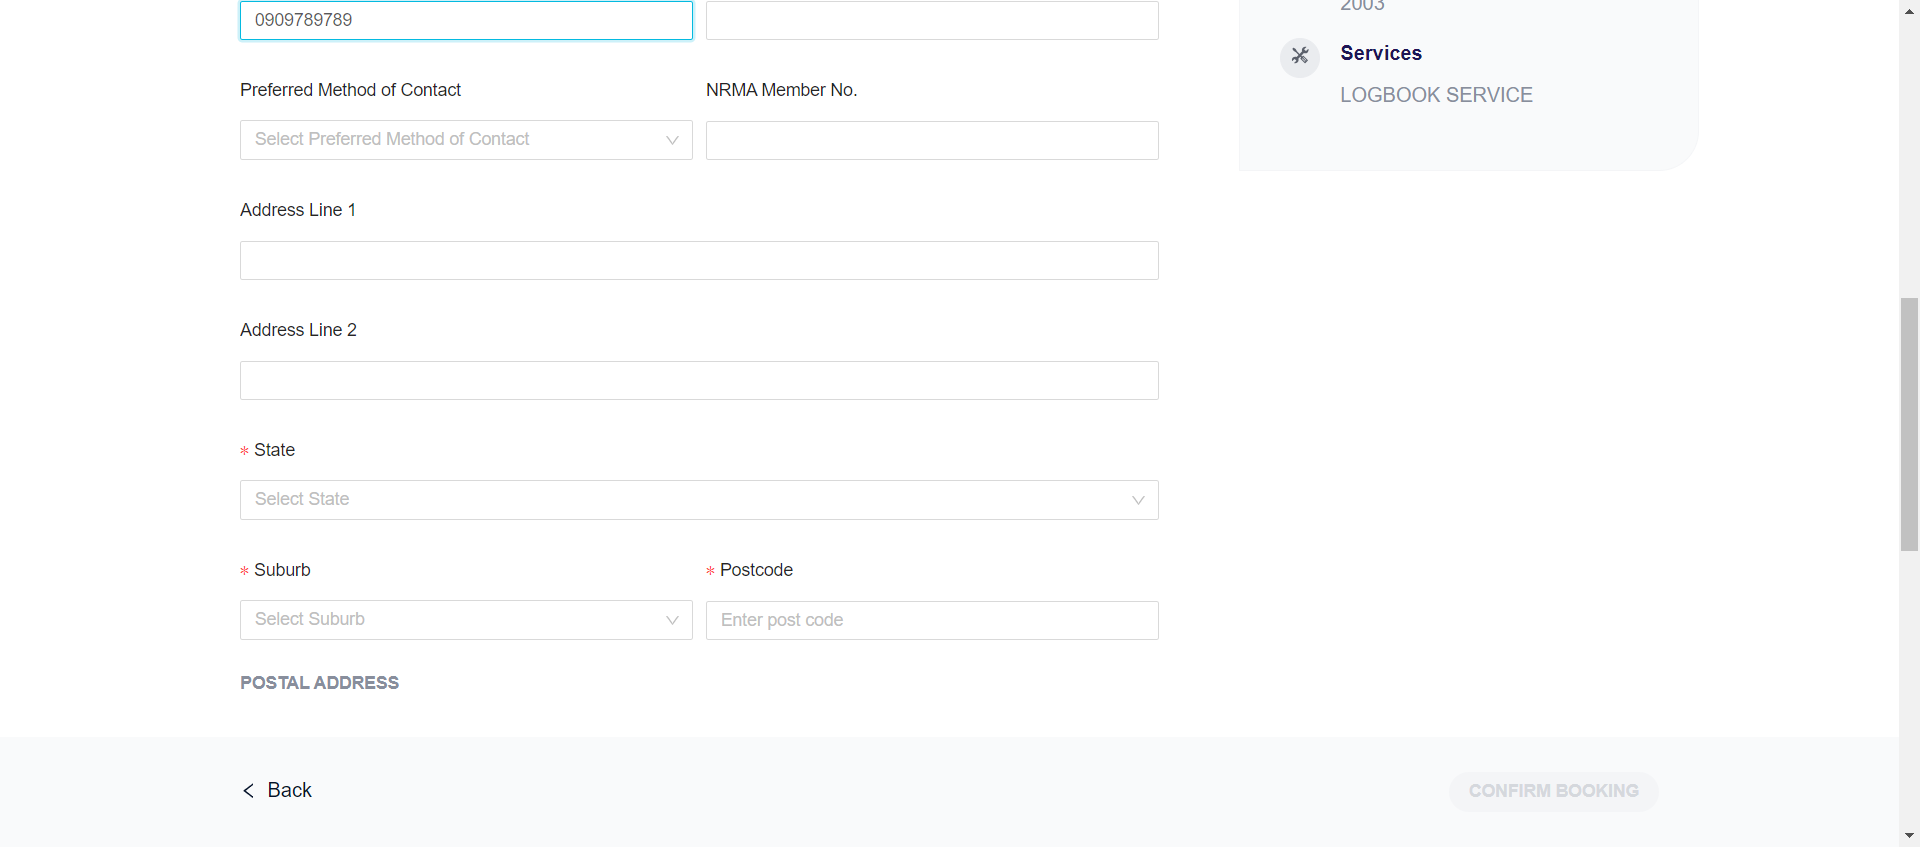 0909789789
2003
Services
LOGBOOK SERVICE
Preferred Method of Contact
NRMA Member No.
Select Preferred Method of Contact
Address Line 1
Address Line 2
* State
Select State
* Suburb
* Postcode
Select Suburb
Enter post code
POSTAL ADDRESS
Back
CONFIRM BOOKING